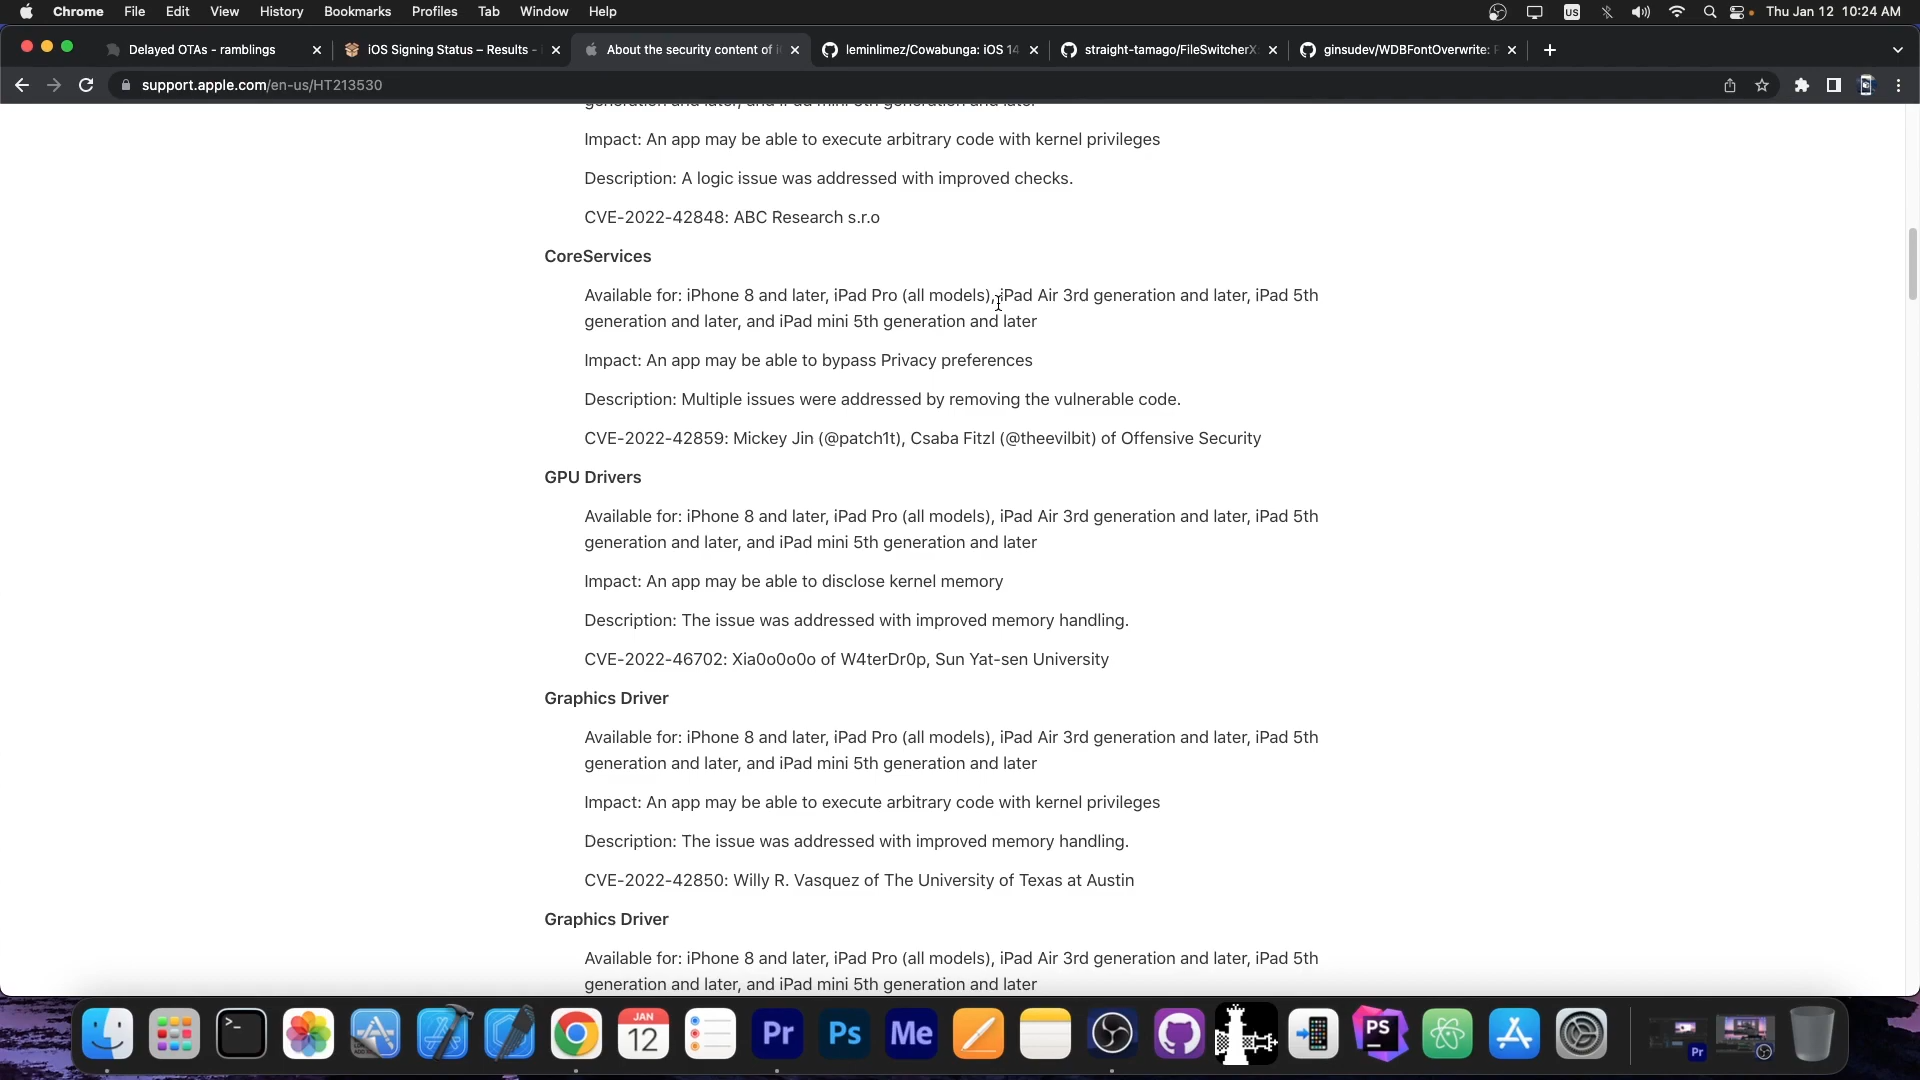 Chrome File Edit View History Bookmarks Profiles Tab Window Help US Thu Jan 12 10:24 AM
Delayed OTAs - ramblings iOS Signing Status – Results - About the security content of leminlimez/Cowabunga: iOS 14 straight-tamago/FileSwitcherX ginsudev/WDBFontOverwrite:
support.apple.com/en-us/HT213530
generation and later, and iPad mini 5th generation and later
Impact: An app may be able to execute arbitrary code with kernel privileges
Description: A logic issue was addressed with improved checks.
CVE-2022-42848: ABC Research s.r.o
CoreServices
Available for: iPhone 8 and later, iPad Pro (all models), iPad Air 3rd generation and later, iPad 5th
generation and later, and iPad mini 5th generation and later
Impact: An app may be able to bypass Privacy preferences
Description: Multiple issues were addressed by removing the vulnerable code.
CVE-2022-42859: Mickey Jin (@patch1t), Csaba Fitzl (@theevilbit) of Offensive Security
GPU Drivers
Available for: iPhone 8 and later, iPad Pro (all models), iPad Air 3rd generation and later, iPad 5th
generation and later, and iPad mini 5th generation and later
Impact: An app may be able to disclose kernel memory
Description: The issue was addressed with improved memory handling.
CVE-2022-46702: Xia0o0o0o of W4terDr0p, Sun Yat-sen University
Graphics Driver
Available for: iPhone 8 and later, iPad Pro (all models), iPad Air 3rd generation and later, iPad 5th
generation and later, and iPad mini 5th generation and later
Impact: An app may be able to execute arbitrary code with kernel privileges
Description: The issue was addressed with improved memory handling.
CVE-2022-42850: Willy R. Vasquez of The University of Texas at Austin
Graphics Driver
Available for: iPhone 8 and later, iPad Pro (all models), iPad Air 3rd generation and later, iPad 5th
generation and later, and iPad mini 5th generation and later
JAN
12
Pr Ps Me PS Pr